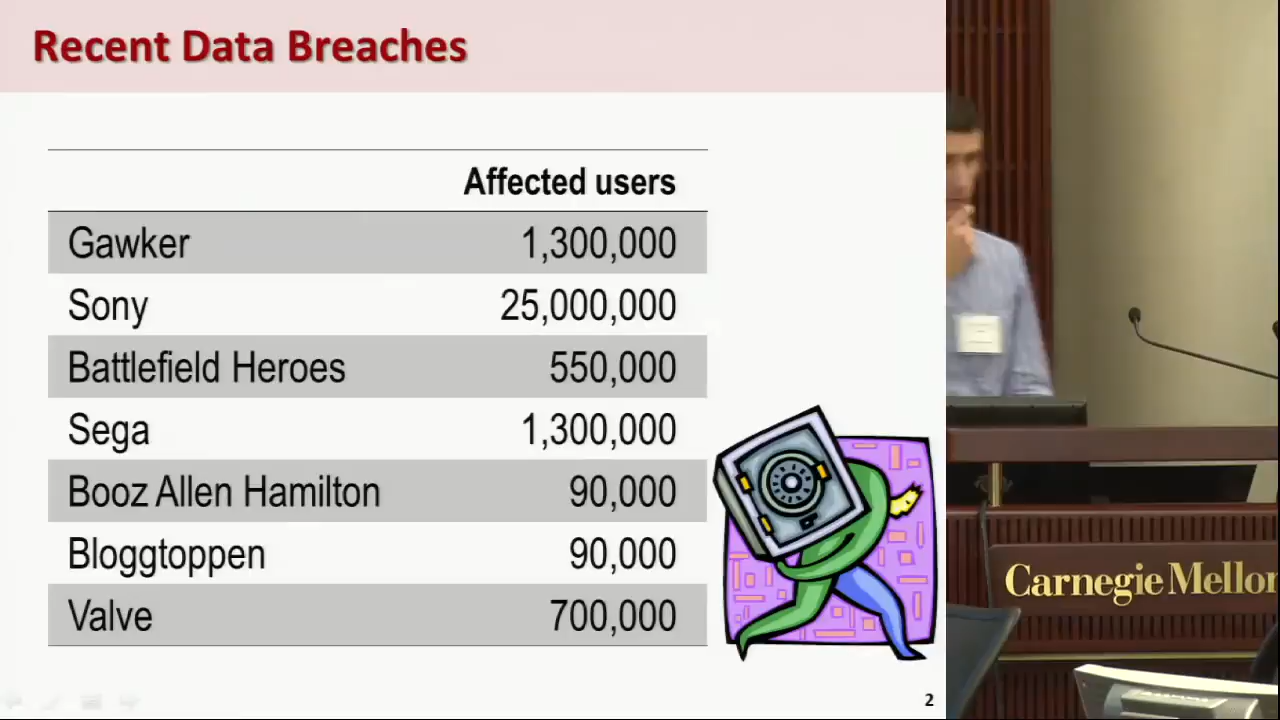 Recent Data Breaches
Affected users
Gawker 1,300,000
Sony 25,000,000
Battlefield Heroes 550,000
Sega 1,300,000
Booz Allen Hamilton 90,000
Bloggtoppen 90,000
Valve 700,000
2
Carnegie Mellon